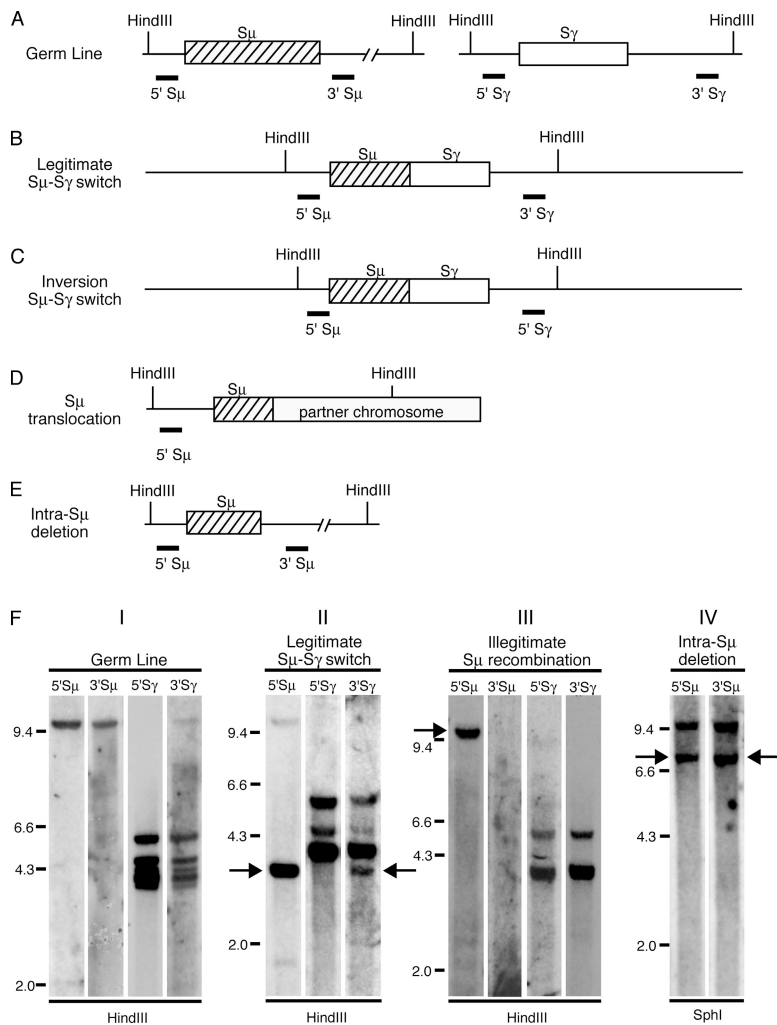 A
HindIII Sμ HindIII HindIII Sγ HindIII
Germ Line
5' Sμ 3' Sμ 5' Sγ 3' Sγ
B
HindIII HindIII
Legitimate
Sμ-Sγ switch
Sμ Sγ
5' Sμ 3' Sγ
C
HindIII HindIII
Inversion
Sμ-Sγ switch
Sμ Sγ
5' Sμ 5' Sγ
D
HindIII HindIII
Sμ
translocation
Sμ
partner chromosome
5' Sμ
E
HindIII Sμ HindIII
Intra-Sμ
deletion
5' Sμ 3' Sμ
F
I
Germ Line
5'Sμ 3'Sμ 5'Sγ 3'Sγ
9.4
6.6
4.3
2.0
HindIII
II
Legitimate
Sμ-Sγ switch
5'Sμ 5'Sγ 3'Sγ
9.4
6.6
4.3
2.0
HindIII
III
Illegitimate
Sμ recombination
5'Sμ 3'Sμ 5'Sγ 3'Sγ
9.4
6.6
4.3
2.0
HindIII
IV
Intra-Sμ
deletion
5'Sμ 3'Sμ
9.4
6.6
4.3
2.0
SphI